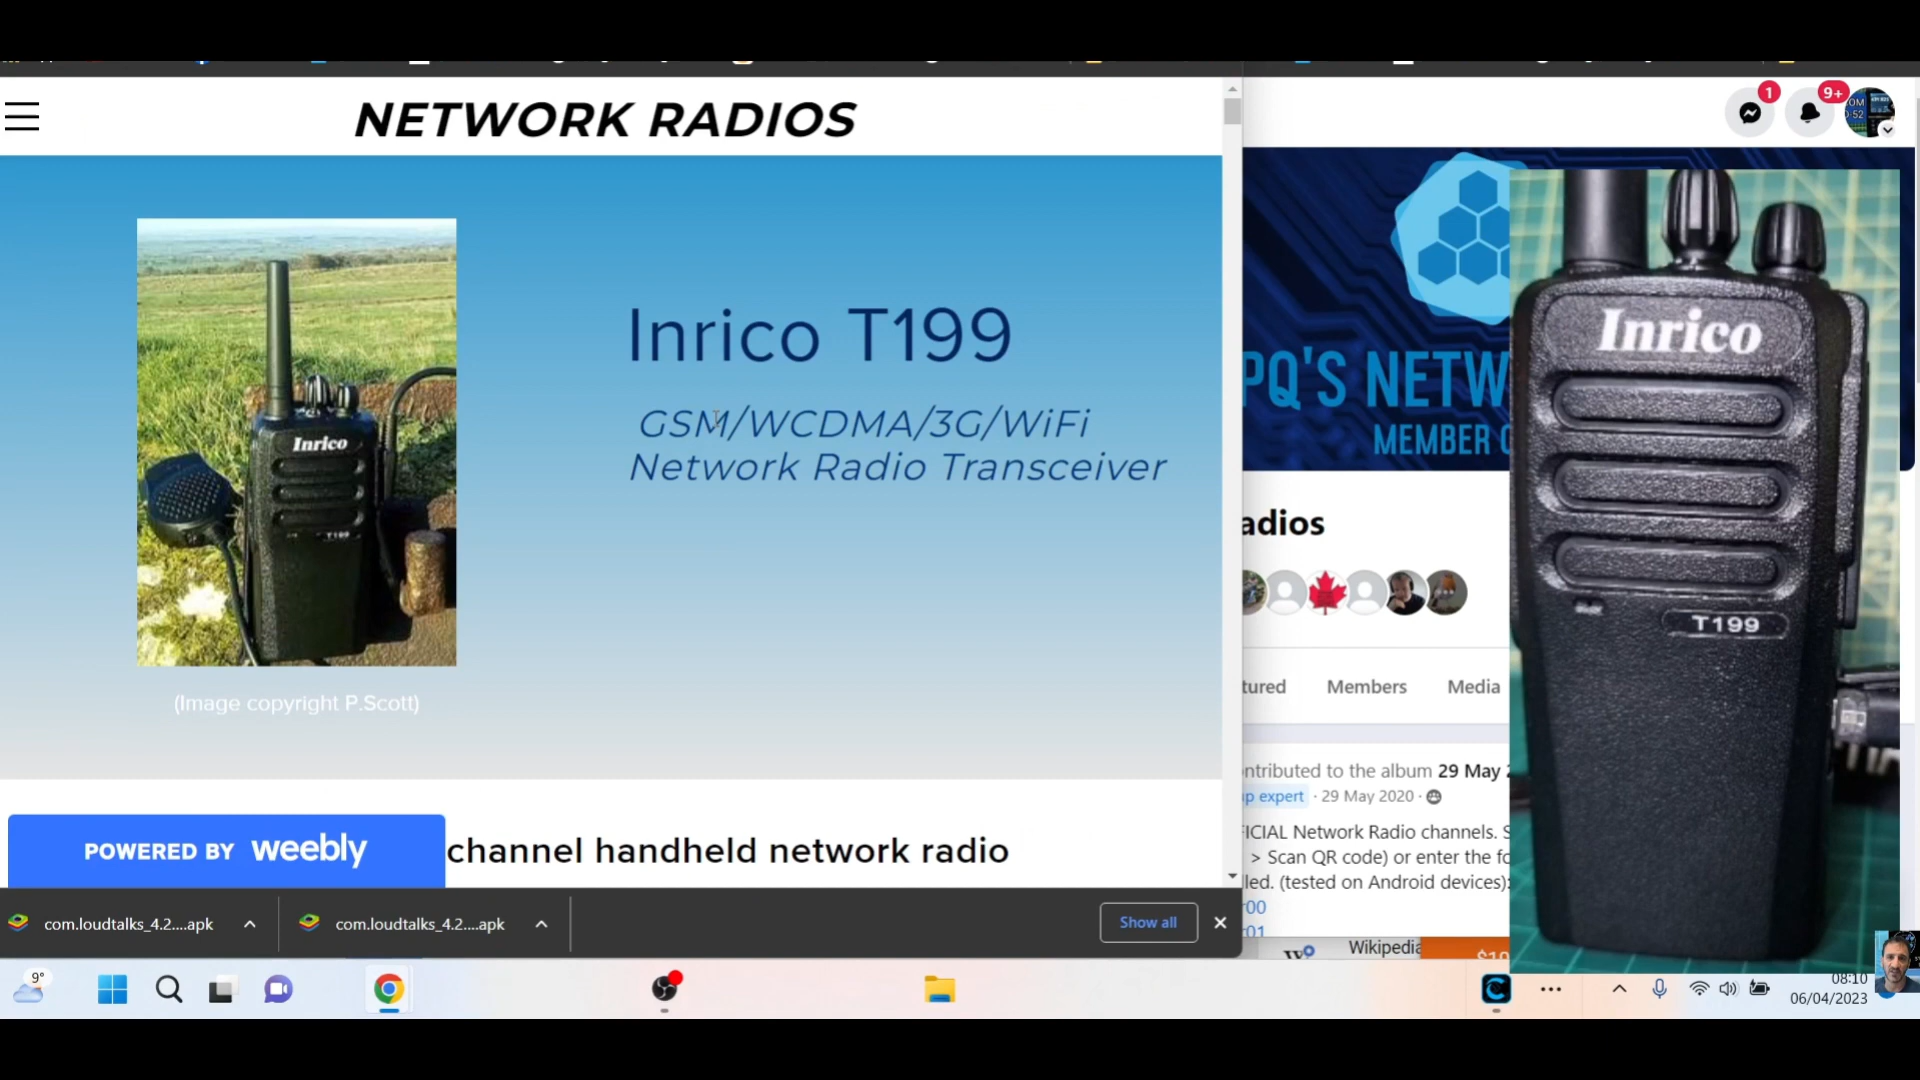 NETWORK RADIOS
Inrico
T199
(Image copyright P.Scott)
Inrico T199
GSM/WCDMA/3G/WiFi
Network Radio Transceiver
POWERED BY weebly
channel handheld network radio
com.loudtalks_4.2....apk
com.loudtalks_4.2....apk
Show all
1
9+
PQ'S NETW
MEMBER
adios
tured
Members
Media
ntributed to the album 29 May
p expert · 29 May 2020 ·
ICIAL Network Radio channels. S
> Scan QR code) or enter the fo
led. (tested on Android devices):
r00
r01
Wikipedia
Inrico
T199
9°
08:10
06/04/2023